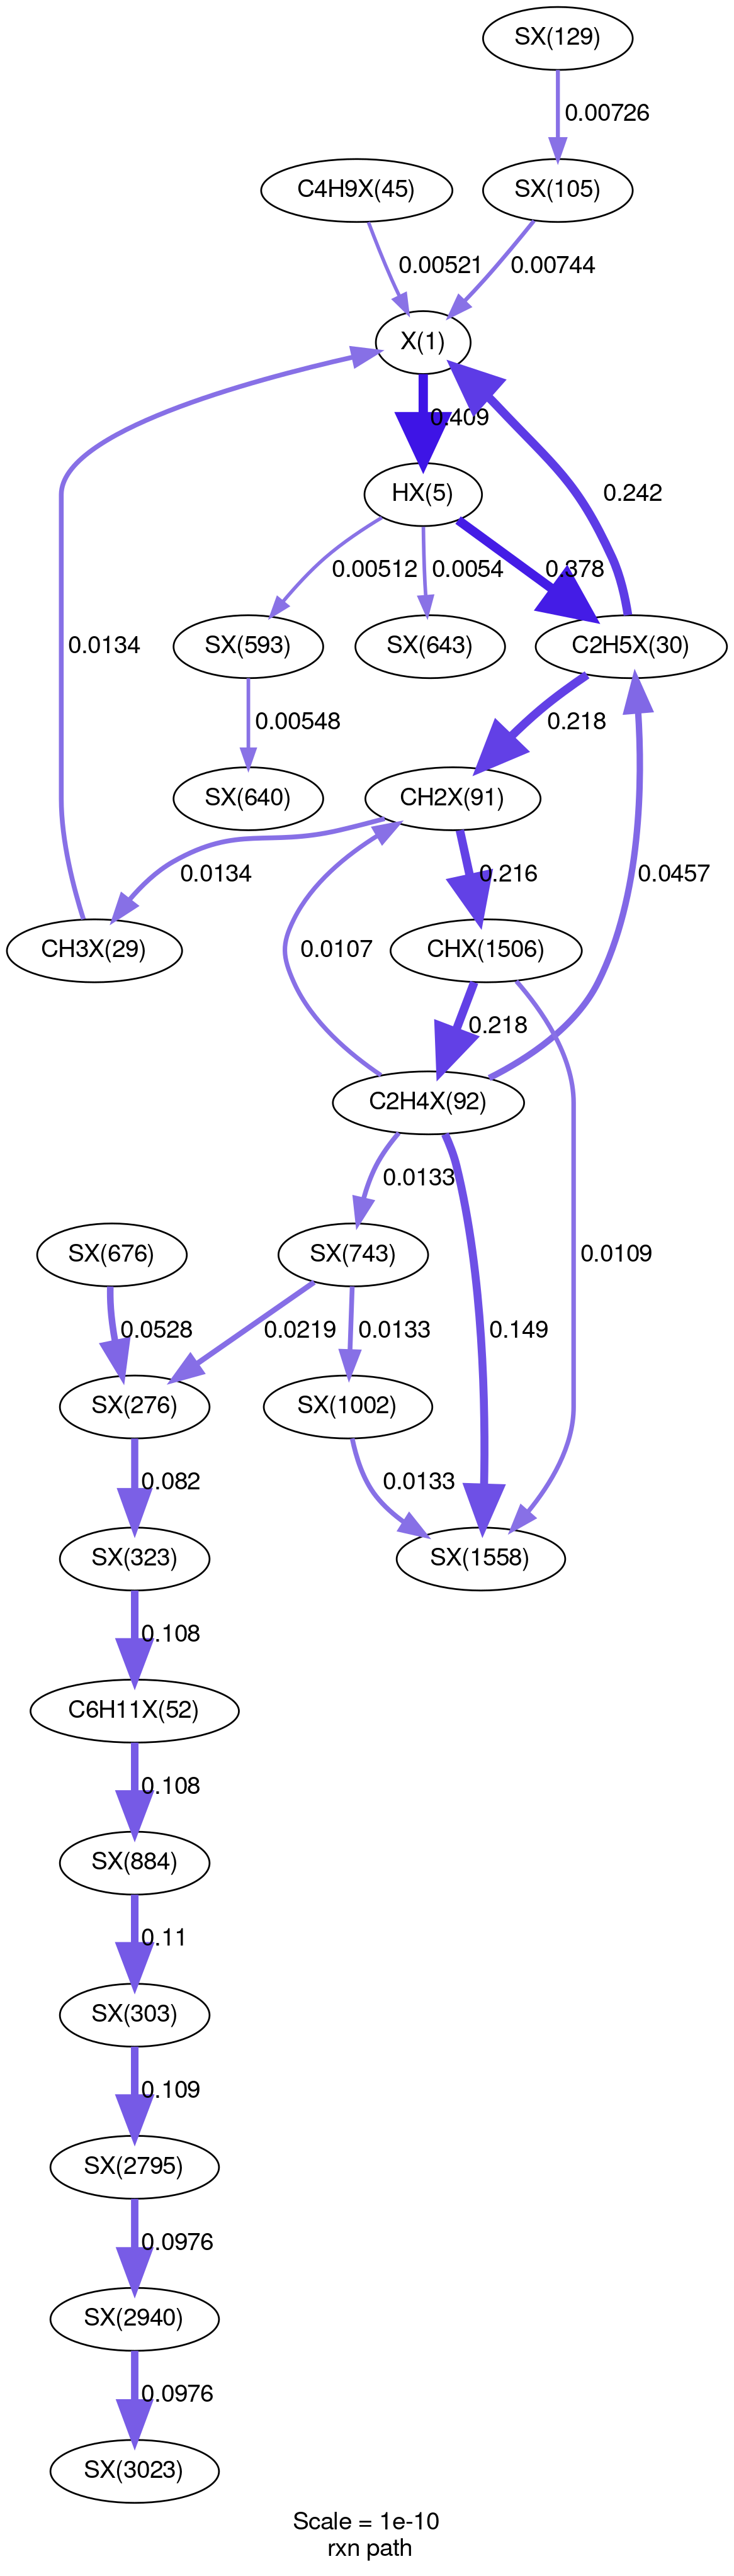 SX(129)
0.00726
C4H9X(45)
SX(105)
0.00521
0.00744
X(1)
0.409
0.242
HX(5)
0.00512
0.0054
0.378
0.0134
SX(593)
SX(643)
C2H5X(30)
0.00548
0.218
SX(640)
CH2X(91)
0.0134
0.216
0.0457
CH3X(29)
0.0107
CHX(1506)
0.218
C2H4X(92)
0.0133
SX(676)
SX(743)
0.0109
0.0528
0.0219
0.0133
0.149
SX(276)
SX(1002)
0.082
0.0133
SX(323)
SX(1558)
0.108
C6H11X(52)
0.108
SX(884)
0.11
SX(303)
0.109
SX(2795)
0.0976
SX(2940)
0.0976
SX(3023)
Scale = 1e-10
rxn path